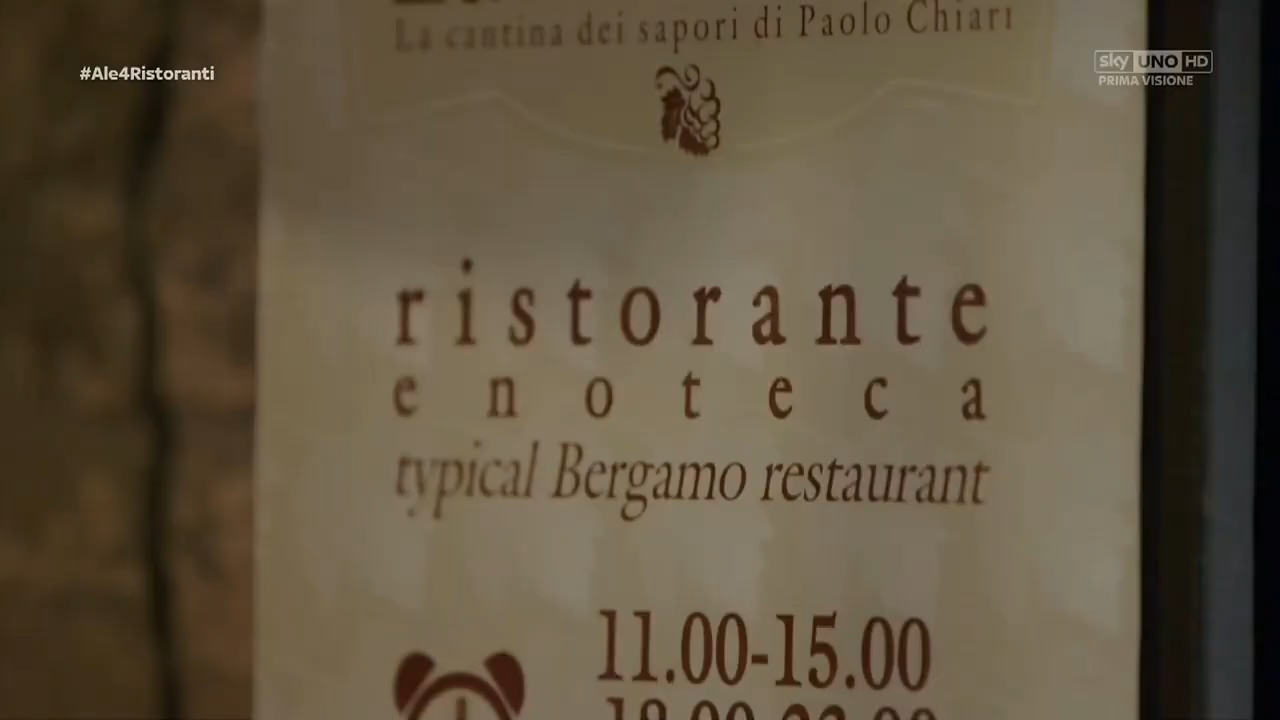 La cantina dei sapori di Paolo Chiari
#Ale4Ristoranti
sky UNO HD
PRIMA VISIONE
ristorante
enoteca
typical Bergamo restaurant
11.00-15.00